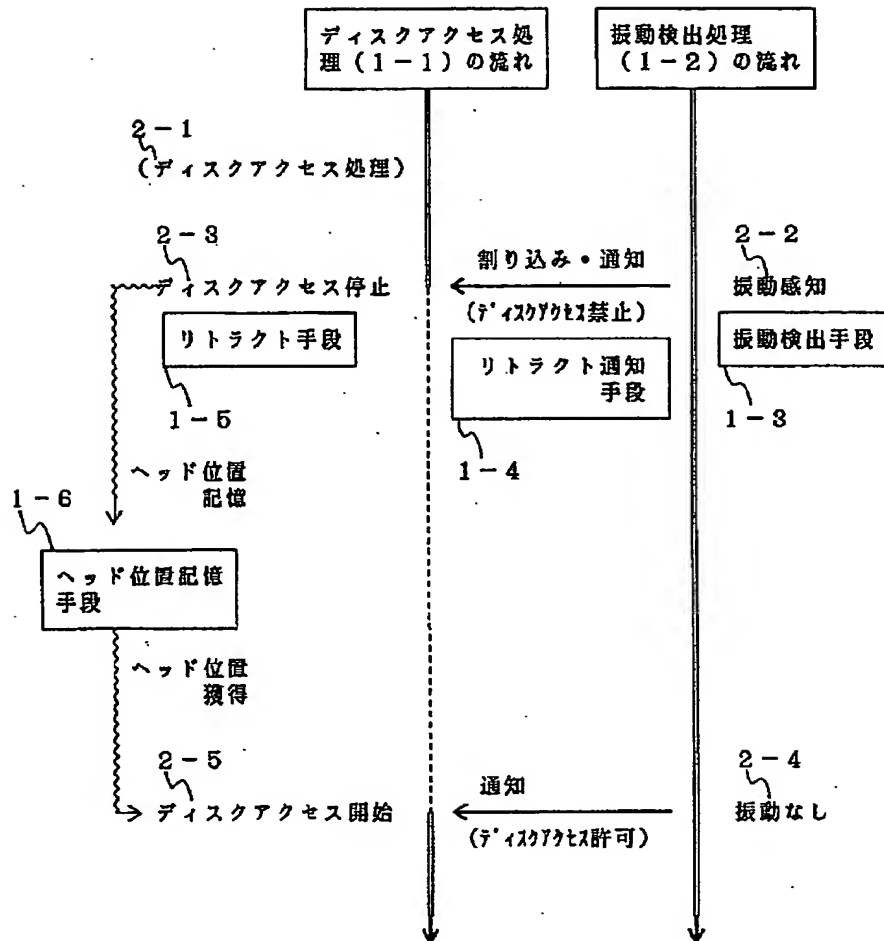 ディスクアクセス処
理(1-1)の流れ
振動検出処理
(1-2)の流れ
2-1
(ディスクアクセス処理)
2-3
ディスクアクセス停止
割り込み・通知
(ディスクアクセス禁止)
2-2
振動感知
リトラクト手段
1-5
リトラクト通知
手段
1-4
振動検出手段
1-3
ヘッド位置
記憶
1-6
ヘッド位置記憶
手段
ヘッド位置
獲得
2-5
ディスクアクセス開始
通知
(ディスクアクセス許可)
2-4
振動なし